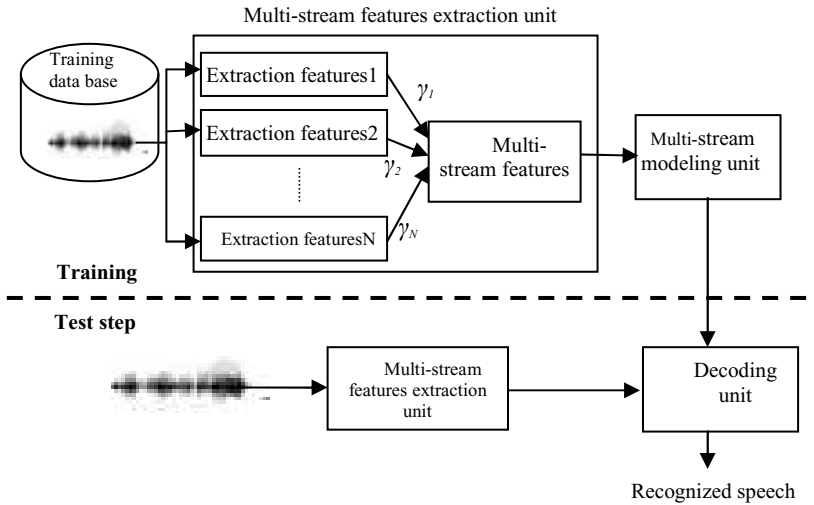 Multi-stream features extraction unit
Training
data base
Extraction features1
γ1
Extraction features2
γ2
Extraction featuresN
γN
Multi-
stream features
Multi-stream
modeling unit
Training
Test step
Multi-stream
features extraction
unit
Decoding
unit
Recognized speech